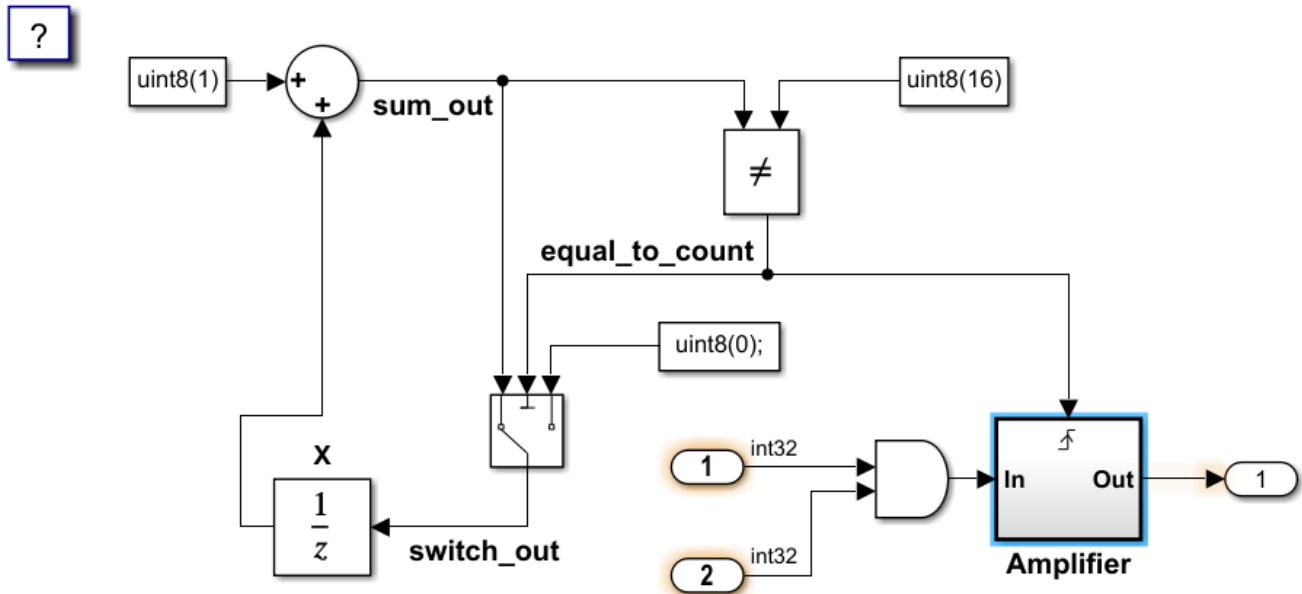 ?
uint8(1)
+
+
sum_out
uint8(16)
≠
equal_to_count
uint8(0);
X
1
z
switch_out
1
int32
2
int32
In
Out
1
Amplifier